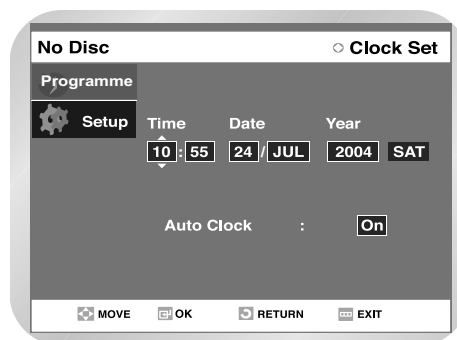 No Disc Clock Set
Programme
Setup
Time Date Year
10 : 55 24 / JUL 2004 SAT
Auto Clock : On
MOVE OK RETURN EXIT